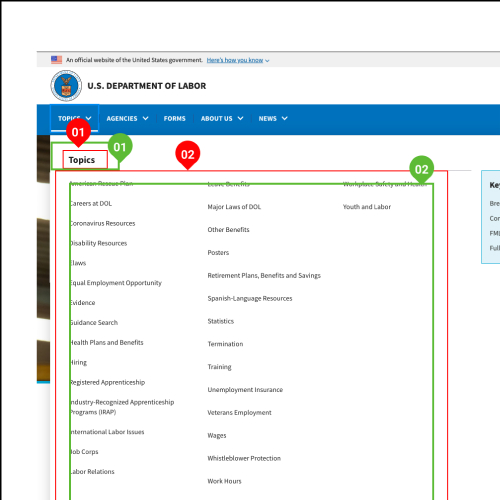 An official website of the United States government. Here's how you know
U.S. DEPARTMENT OF LABOR
TOPICS AGENCIES FORMS ABOUT US NEWS
01
01
02
02
Topics
American Rescue Plan
Careers at DOL
Coronavirus Resources
Disability Resources
Elaws
Equal Employment Opportunity
Evidence
Guidance Search
Health Plans and Benefits
Hiring
Registered Apprenticeship
Industry-Recognized Apprenticeship
Programs (IRAP)
International Labor Issues
Job Corps
Labor Relations
Leave Benefits
Major Laws of DOL
Other Benefits
Posters
Retirement Plans, Benefits and Savings
Spanish-Language Resources
Statistics
Termination
Training
Unemployment Insurance
Veterans Employment
Wages
Whistleblower Protection
Work Hours
Workplace Safety and Health
Youth and Labor
Key
Bre
Cor
FML
Full